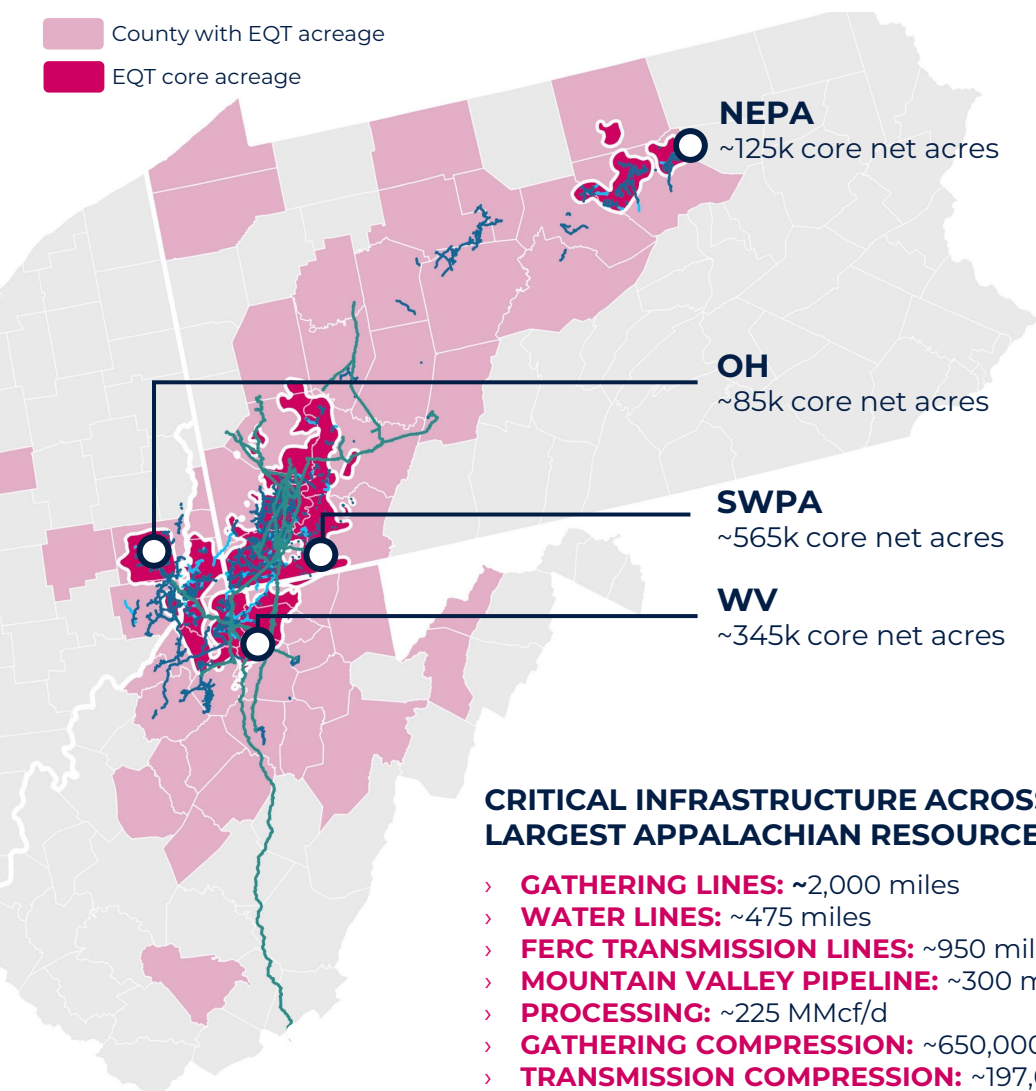 County with EQT acreage
EQT core acreage
NEPA
~125k core net acres
OH
~85k core net acres
SWPA
~565k core net acres
WV
~345k core net acres
CRITICAL INFRASTRUCTURE ACROSS
LARGEST APPALACHIAN RESOURCE
› GATHERING LINES: ~2,000 miles
› WATER LINES: ~475 miles
› FERC TRANSMISSION LINES: ~950 mil
› MOUNTAIN VALLEY PIPELINE: ~300 m
› PROCESSING: ~225 MMcf/d
› GATHERING COMPRESSION: ~650,000
› TRANSMISSION COMPRESSION: ~197,